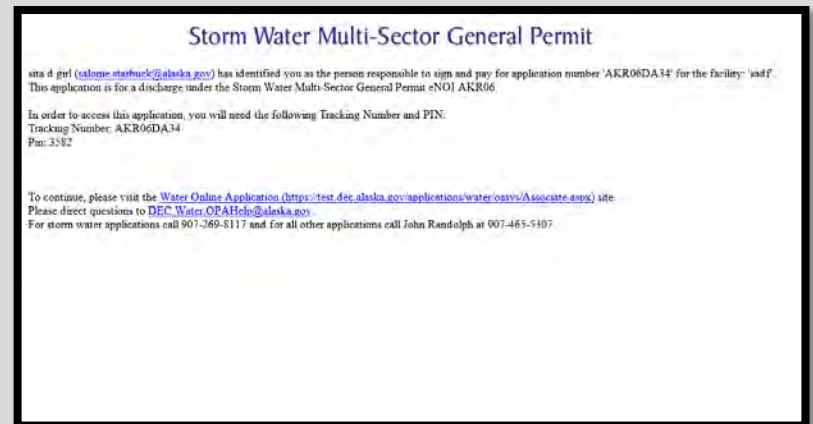 Storm Water Multi-Sector General Permit
sita d girl (salome.starbuck@alaska.gov) has identified you as the person responsible to sign and pay for application number 'AKR06DA34' for the facility: 'sadf'.
This application is for a discharge under the Storm Water Multi-Sector General Permit eNOI AKR06.
In order to access this application, you will need the following Tracking Number and PIN:
Tracking Number: AKR06DA34
Pin: 3582
To continue, please visit the Water Online Application (https://test.dec.alaska.gov/applications/water/oasys/Associate.aspx) site.
Please direct questions to DEC.Water.OPAHelp@alaska.gov.
For storm water applications call 907-269-8117 and for all other applications call John Randolph at 907-465-5307.